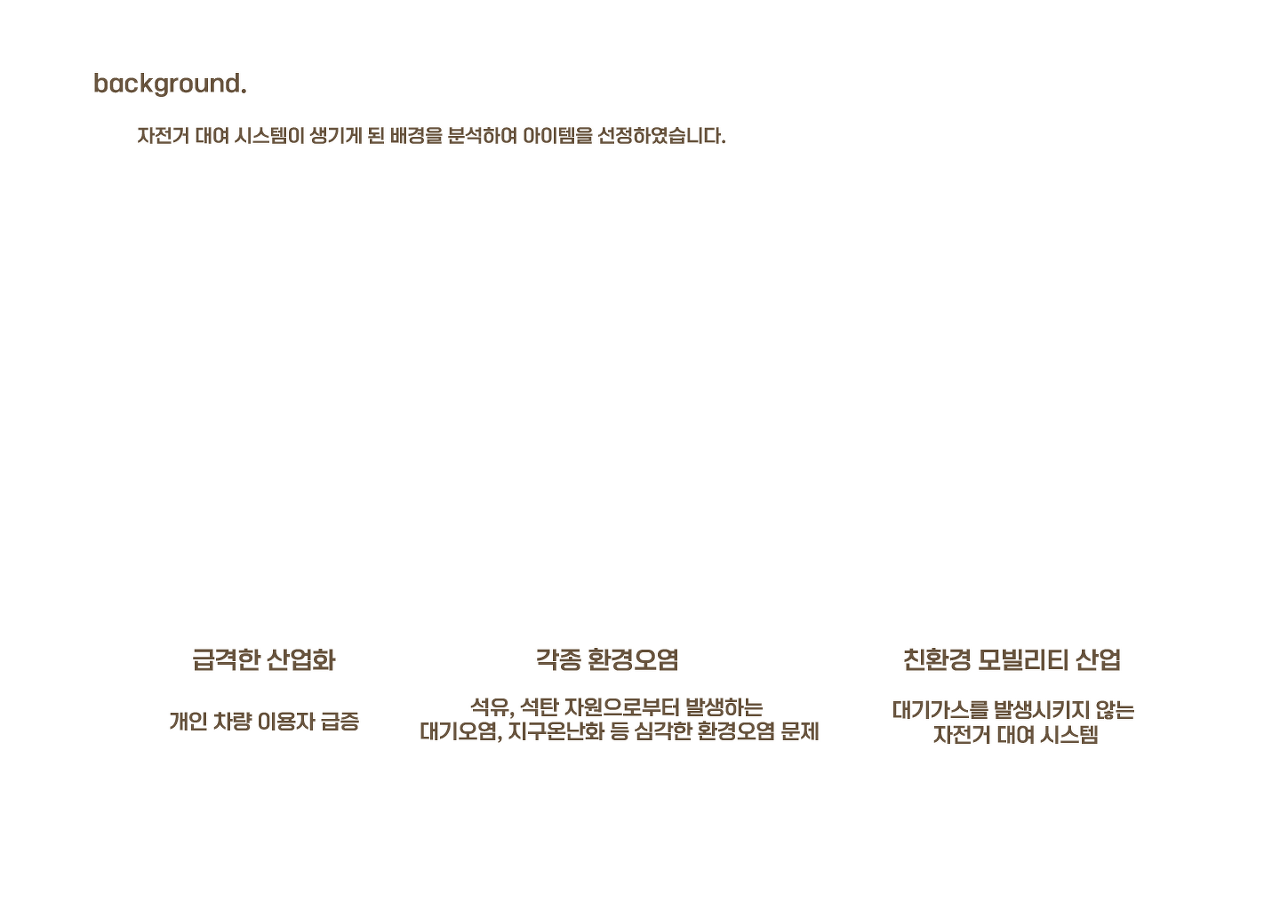 background.
자전거 대여 시스템이 생기게 된 배경을 분석하여 아이템을 선정하였습니다.
급격한 산업화
개인 차량 이용자 급증
각종 환경오염
석유, 석탄 자원으로부터 발생하는
대기오염, 지구온난화 등 심각한 환경오염 문제
친환경 모빌리티 산업
대기가스를 발생시키지 않는
자전거 대여 시스템